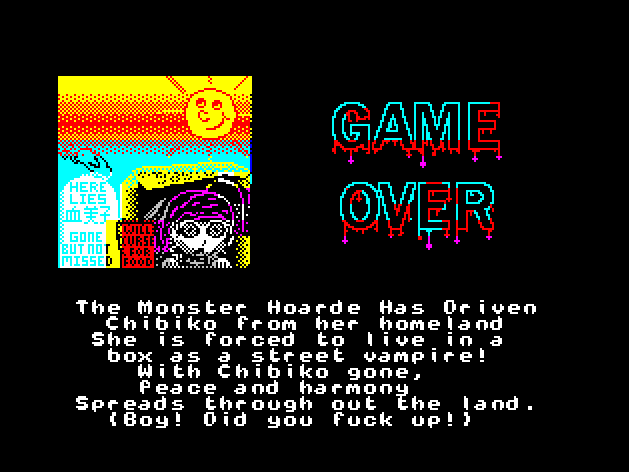 GAME
OVER
HERE
LIES
血笑子
GONE
BUT NOT
MISSED
WILL
CURSE
FOR
FOOD
The Monster Hoarde Has Driven
Chibiko from her homeland
She is forced to live in a
box as a street vampire!
With Chibiko gone,
Peace and harmony
Spreads through out the land.
(Boy! Did you fuck up!)